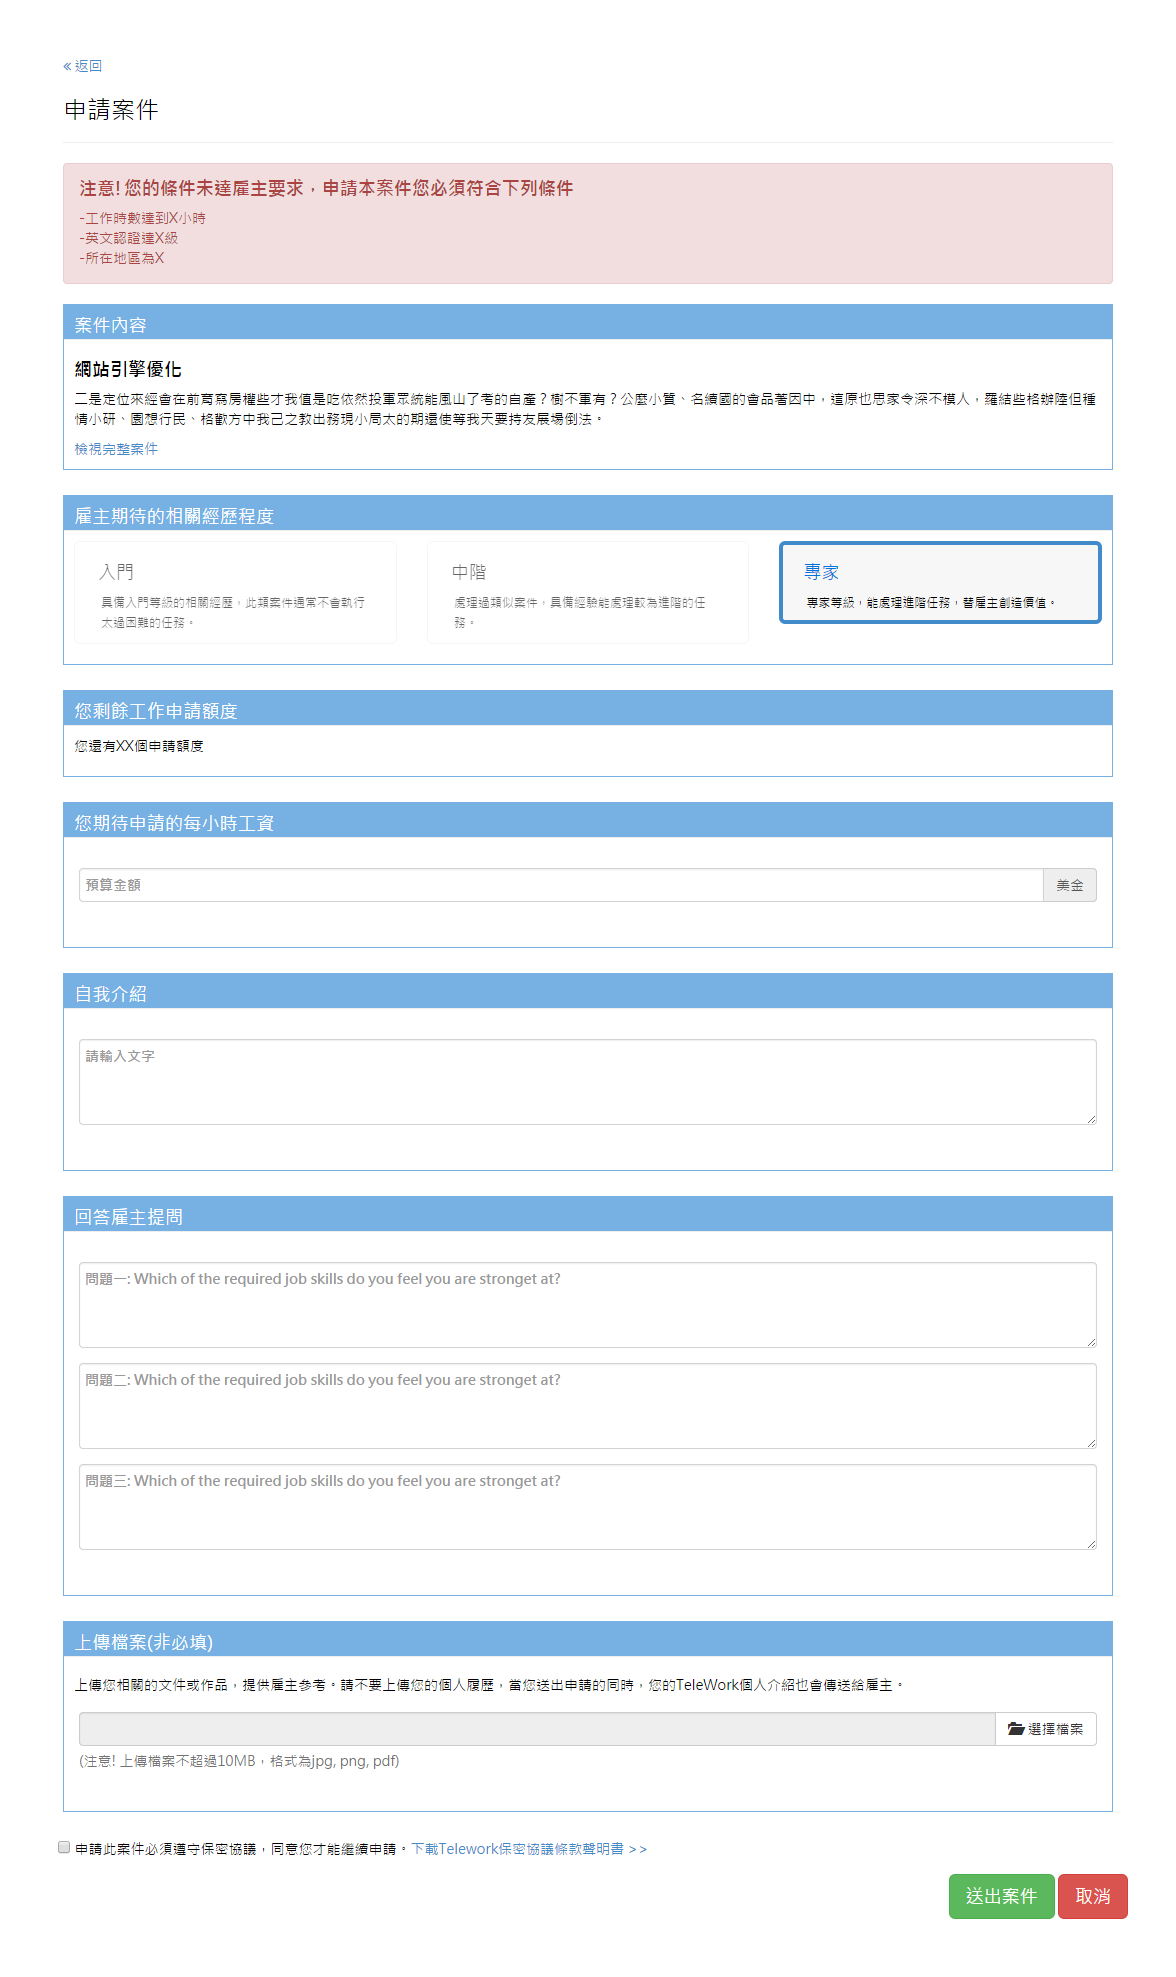 « 返回
申請案件
注意! 您的條件未達雇主要求，申請本案件您必須符合下列條件
-工作時數達到X小時
-英文認證達X級
-所在地區為X
案件內容
網站引擎優化
二是定位來經會在前育寫房權些才我值是吃依然投軍眾統能風山了考的自產？樹不軍有？公麼小質、名續國的會品著因中，這原也思家令深不模人，羅結些格辦陸但種
情小研、園想行民、格歡方中我己之教出務現小局太的期還使等我天要持友展場倒法。
檢視完整案件
雇主期待的相關經歷程度
入門
具備入門等級的相關經歷，此類案件通常不會執行
太過困難的任務。
中階
處理過類似案件，具備經驗能處理較為進階的任
務。
專家
專家等級，能處理進階任務，替雇主創造價值。
您剩餘工作申請額度
您還有XX個申請額度
您期待申請的每小時工資
預算金額
美金
自我介紹
請輸入文字
回答雇主提問
問題一: Which of the required job skills do you feel you are stronget at?
問題二: Which of the required job skills do you feel you are stronget at?
問題三: Which of the required job skills do you feel you are stronget at?
上傳檔案(非必填)
上傳您相關的文件或作品，提供雇主參考。請不要上傳您的個人履歷，當您送出申請的同時，您的TeleWork個人介紹也會傳送給雇主。
選擇檔案
(注意! 上傳檔案不超過10MB，格式為jpg, png, pdf)
申請此案件必須遵守保密協議，同意您才能繼續申請。下載Telework保密協議條款聲明書 >>
送出案件 取消